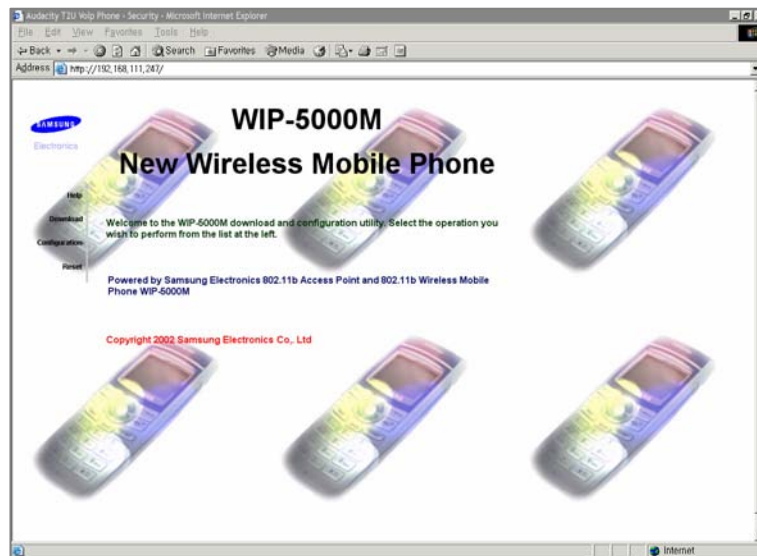 Audacity T2U Voip Phone - Security - Microsoft Internet Explorer
File Edit View Favorites Tools Help
Back Search Favorites Media
Address http://192,168,111,247/
SAMSUNG
Electronics
WIP-5000M
New Wireless Mobile Phone
Help
Download
Configuration
Reset
Welcome to the WIP-5000M download and configuration utility. Select the operation you
wish to perform from the list at the left.
Powered by Samsung Electronics 802.11b Access Point and 802.11b Wireless Mobile
Phone WIP-5000M
Copyright 2002 Samsung Electronics Co,. Ltd
Internet